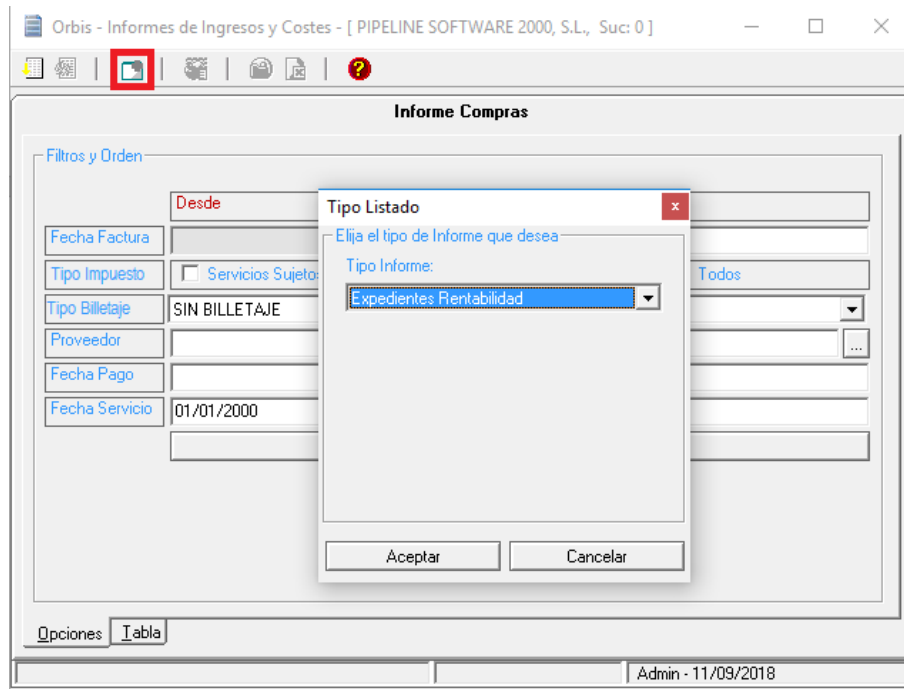 Orbis - Informes de Ingresos y Costes - [ PIPELINE SOFTWARE 2000, S.L., Suc: 0 ]
Informe Compras
Filtros y Orden
Desde
Fecha Factura
Tipo Impuesto
Servicios Sujeto
Todos
Tipo Billetaje
SIN BILLETAJE
Proveedor
...
Fecha Pago
Fecha Servicio
01/01/2000
Tipo Listado
x
Elija el tipo de Informe que desea
Tipo Informe:
Expedientes Rentabilidad
Aceptar
Cancelar
Opciones
Tabla
Admin - 11/09/2018